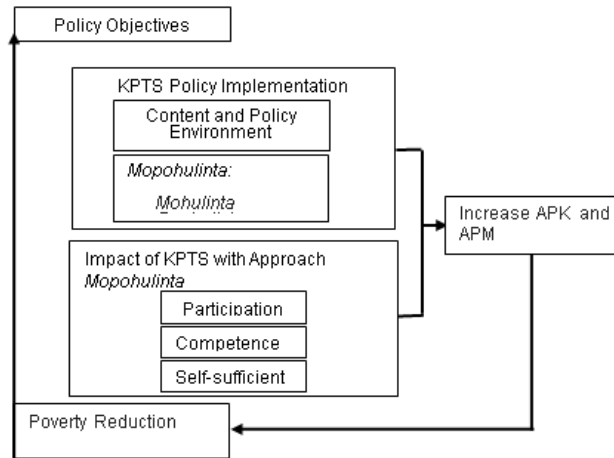 Policy Objectives
KPTS Policy Implementation
Content and Policy
Environment
Mopohulinta:
Mohulinta
Impact of KPTS with Approach
Mopohulinta
Participation
Competence
Self-sufficient
Increase APK and
APM
Poverty Reduction